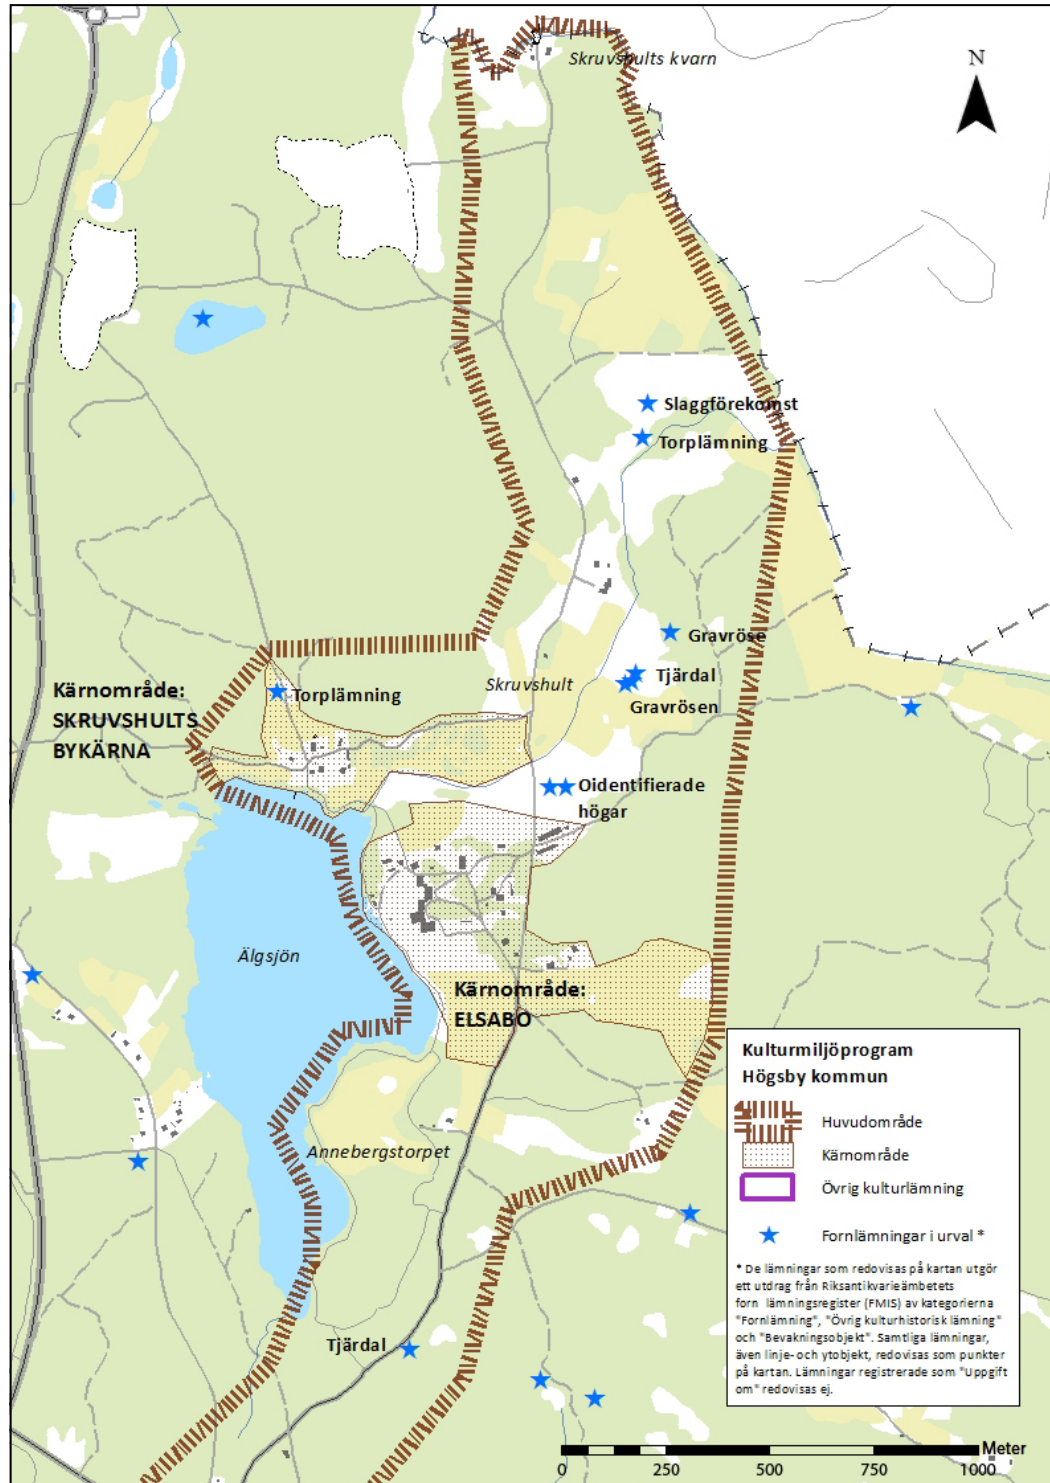 Skruvshults kvarn
N
Slaggförekomst
Torplämning
Gravröse
Kärnområde:
SKRUVSHULTS
BYKÄRNA
Torplämning
Skruvshult
Tjärdal
Gravrösen
Oidentifierade
högar
Älgsjön
Kärnområde:
ELSABO
Annebergstorpet
Tjärdal
Kulturmiljöprogram
Högsby kommun
Huvudområde
Kärnområde
Övrig kulturlämning
Fornlämningar i urval *
* De lämningar som redovisas på kartan utgör
ett utdrag från Riksantikvarieämbetets
forn lämningsregister (FMIS) av kategorierna
"Fornlämning", "Övrig kulturhistorisk lämning"
och "Bevakningsobjekt". Samtliga lämningar,
även linje- och ytobjekt, redovisas som punkter
på kartan. Lämningar registrerade som "Uppgift
om" redovisas ej.
Meter
0 250 500 750 1000